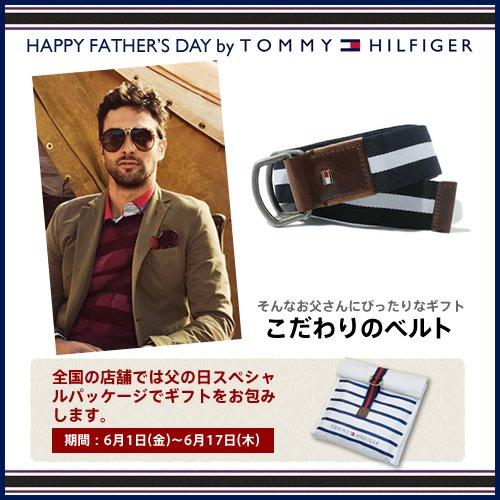 HAPPY FATHER'S DAY by TOMMY HILFIGER
そんなお父さんにぴったりなギフト
こだわりのベルト
全国の店舗では父の日スペシャ
ルパッケージでギフトをお包み
します。
期間：6月1日(金)～6月17日(木)
TOMMY HILFIGER